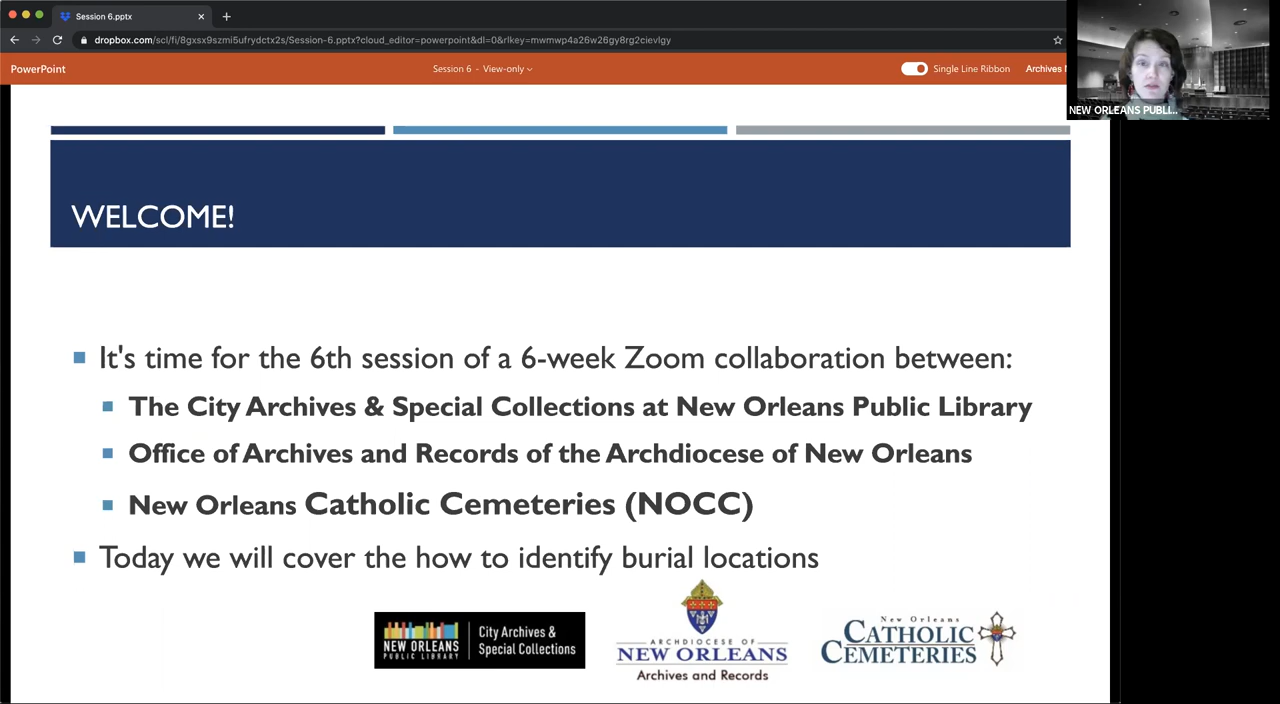 Session 6.pptx
dropbox.com/scl/fi/8gxsx9szmi5ufrydctx2s/Session-6.pptx?cloud_editor=powerpoint&dl=0&rlkey=mwmwp4a26w26gy8rg2cievlgy
PowerPoint
Session 6 - View-only
Single Line Ribbon
Archives
NEW ORLEANS PUBLI...
WELCOME!
It's time for the 6th session of a 6-week Zoom collaboration between:
The City Archives & Special Collections at New Orleans Public Library
Office of Archives and Records of the Archdiocese of New Orleans
New Orleans Catholic Cemeteries (NOCC)
Today we will cover the how to identify burial locations
NEW ORLEANS
PUBLIC LIBRARY
City Archives &
Special Collections
ARCHDIOCESE OF
NEW ORLEANS
Archives and Records
New Orleans
CATHOLIC
CEMETERIES